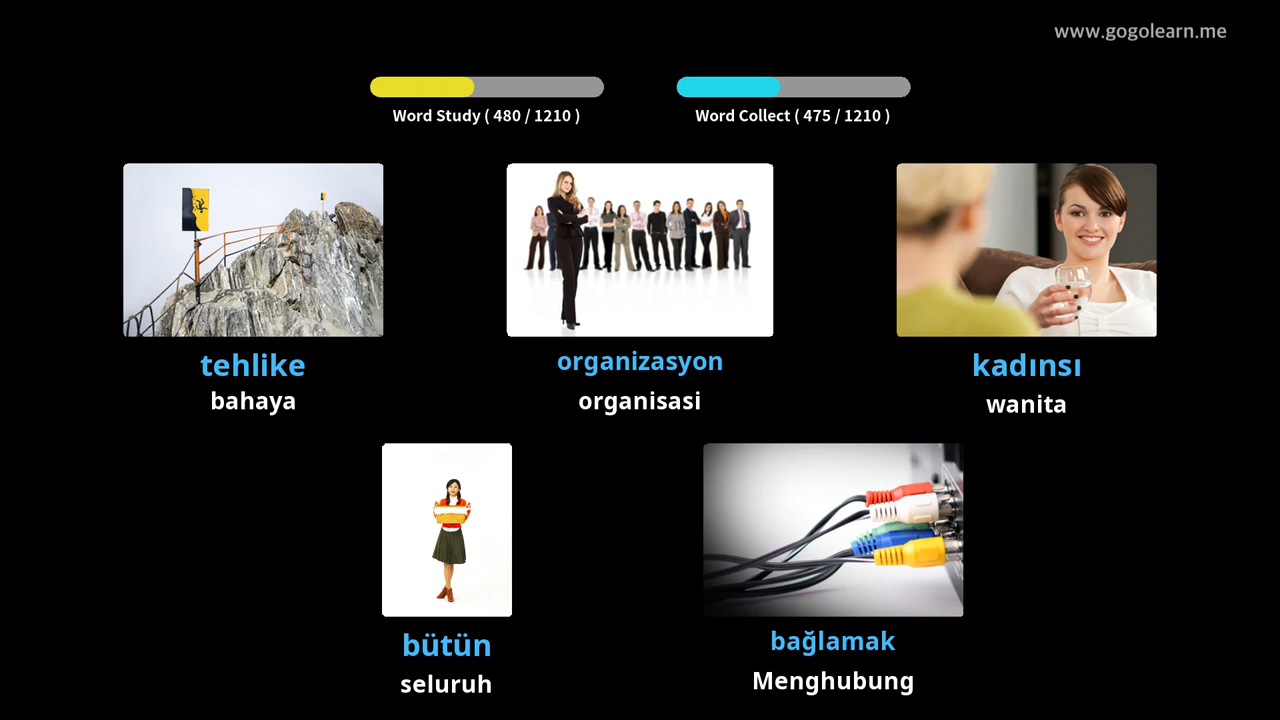 www.gogolearn.me
Word Study ( 480 / 1210 )
Word Collect ( 475 / 1210 )
tehlike
bahaya
organizasyon
organisasi
kadınsı
wanita
bütün
seluruh
bağlamak
Menghubung